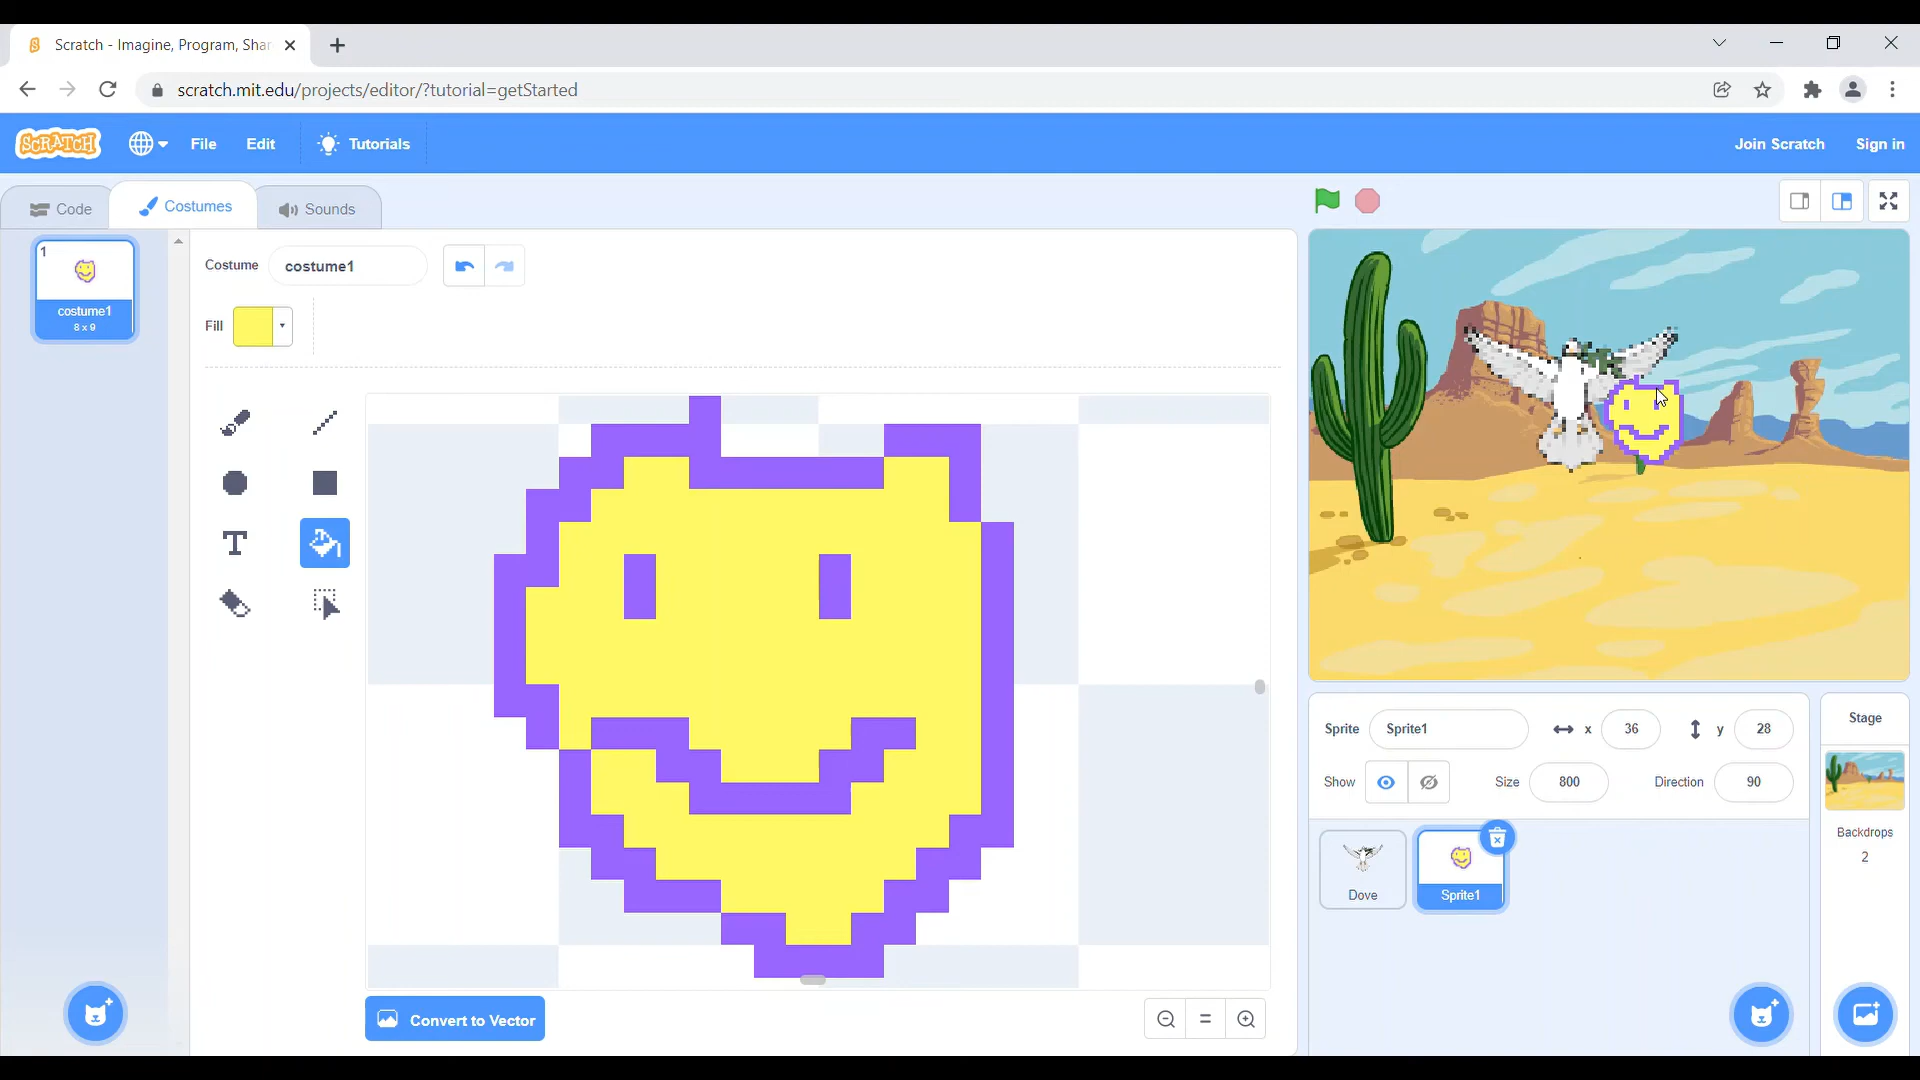 Scratch - Imagine, Program, Shar
scratch.mit.edu/projects/editor/?tutorial=getStarted
SCRATCH File Edit Tutorials Join Scratch Sign in
Code Costumes Sounds
1
costume1
8 x 9
Costume costume1
Fill
T
Convert to Vector
Sprite Sprite1 x 36 y 28
Show Size 800 Direction 90
Dove
Sprite1
Stage
Backdrops
2